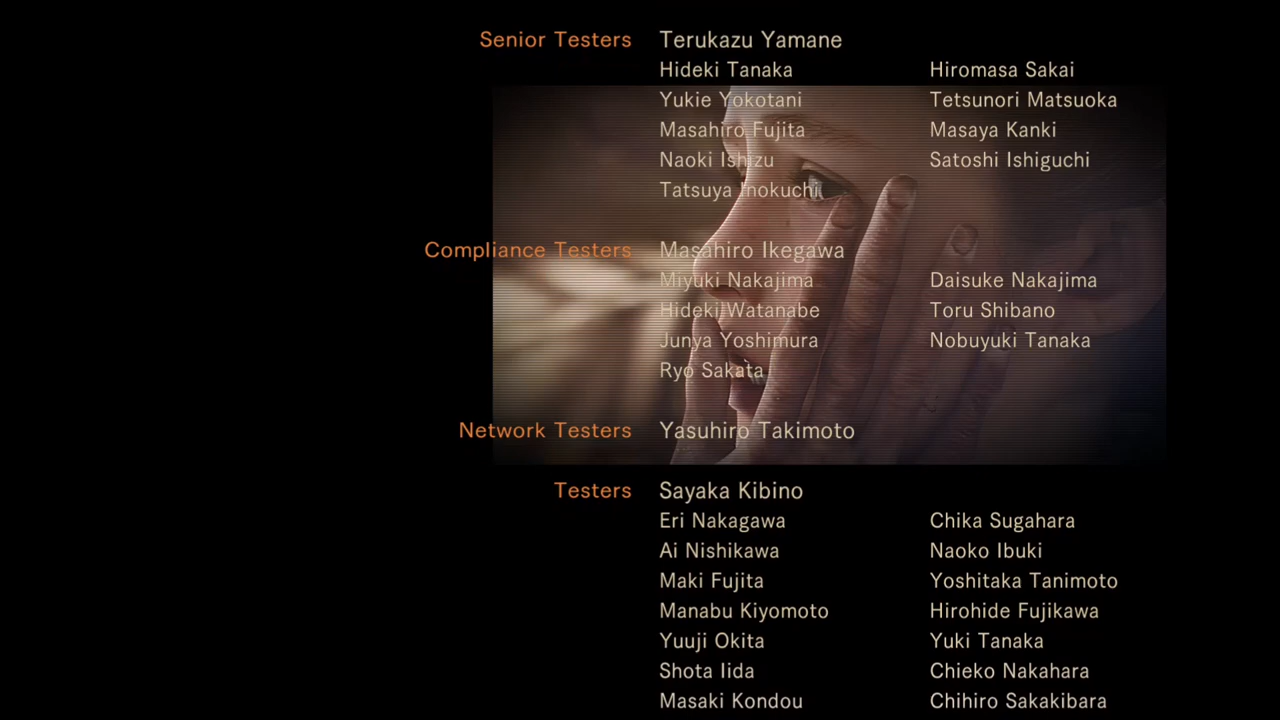 Senior Testers Terukazu Yamane
Hideki Tanaka Hiromasa Sakai
Yukie Yokotani Tetsunori Matsuoka
Masahiro Fujita Masaya Kanki
Naoki Ishizu Satoshi Ishiguchi
Tatsuya Inokuchi
Compliance Testers Masahiro Ikegawa
Miyuki Nakajima Daisuke Nakajima
Hideki Watanabe Toru Shibano
Junya Yoshimura Nobuyuki Tanaka
Ryo Sakata
Network Testers Yasuhiro Takimoto
Testers Sayaka Kibino
Eri Nakagawa Chika Sugahara
Ai Nishikawa Naoko Ibuki
Maki Fujita Yoshitaka Tanimoto
Manabu Kiyomoto Hirohide Fujikawa
Yuuji Okita Yuki Tanaka
Shota Iida Chieko Nakahara
Masaki Kondou Chihiro Sakakibara